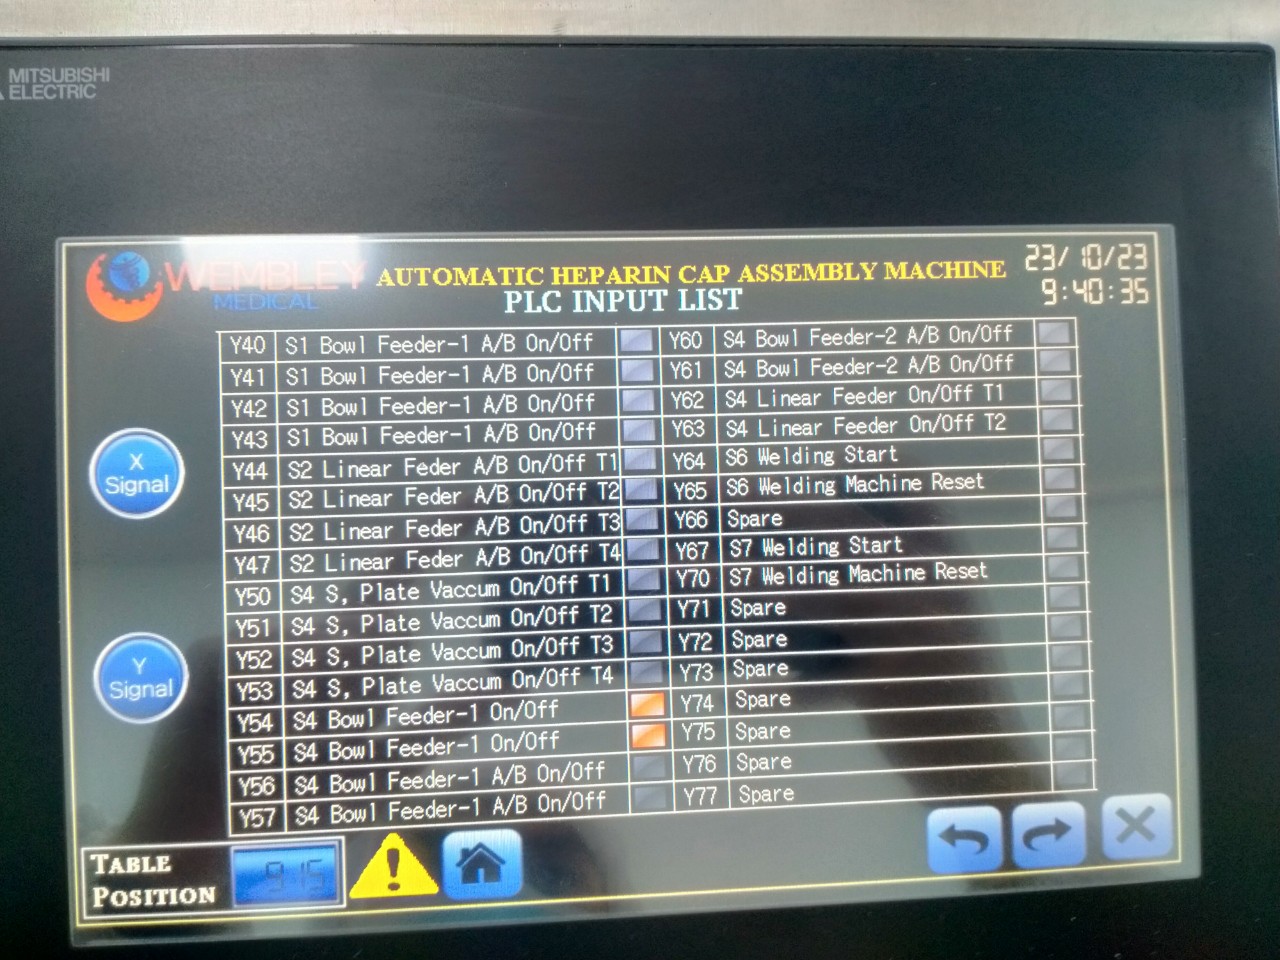 MITSUBISHI
ELECTRIC
WEMBLEY
MEDICAL
AUTOMATIC HEPARIN CAP ASSEMBLY MACHINE
PLC INPUT LIST
23/10/23
9:40:35
Y40 S1 Bowl Feeder-1 A/B On/Off Y60 S4 Bowl Feeder-2 A/B On/Off
Y41 S1 Bowl Feeder-1 A/B On/Off Y61 S4 Bowl Feeder-2 A/B On/Off
Y42 S1 Bowl Feeder-1 A/B On/Off Y62 S4 Linear Feeder On/Off T1
Y43 S1 Bowl Feeder-1 A/B On/Off Y63 S4 Linear Feeder On/Off T2
Y44 S2 Linear Feder A/B On/Off T1 Y64 S6 Welding Start
Y45 S2 Linear Feder A/B On/Off T2 Y65 S6 Welding Machine Reset
Y46 S2 Linear Feder A/B On/Off T3 Y66 Spare
Y47 S2 Linear Feder A/B On/Off T4 Y67 S7 Welding Start
Y50 S4 S, Plate Vaccum On/Off T1 Y70 S7 Welding Machine Reset
Y51 S4 S, Plate Vaccum On/Off T2 Y71 Spare
Y52 S4 S, Plate Vaccum On/Off T3 Y72 Spare
Y53 S4 S, Plate Vaccum On/Off T4 Y73 Spare
Y54 S4 Bowl Feeder-1 On/Off Y74 Spare
Y55 S4 Bowl Feeder-1 On/Off Y75 Spare
Y56 S4 Bowl Feeder-1 A/B On/Off Y76 Spare
Y57 S4 Bowl Feeder-1 A/B On/Off Y77 Spare
X
Signal
Y
Signal
TABLE
POSITION
915